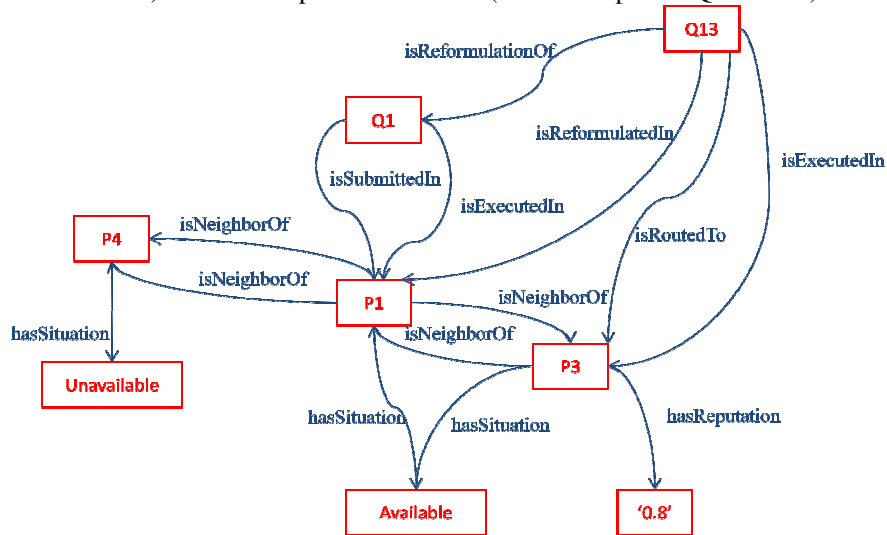 Q13
isReformulationOf
Q1
isReformulatedIn
isExecutedIn
isSubmittedIn
isExecutedIn
isNeighborOf
P4
isRoutedTo
isNeighborOf
P1
isNeighborOf
hasSituation
isNeighborOf
P3
Unavailable
hasSituation
hasSituation
hasReputation
Available
'0.8'